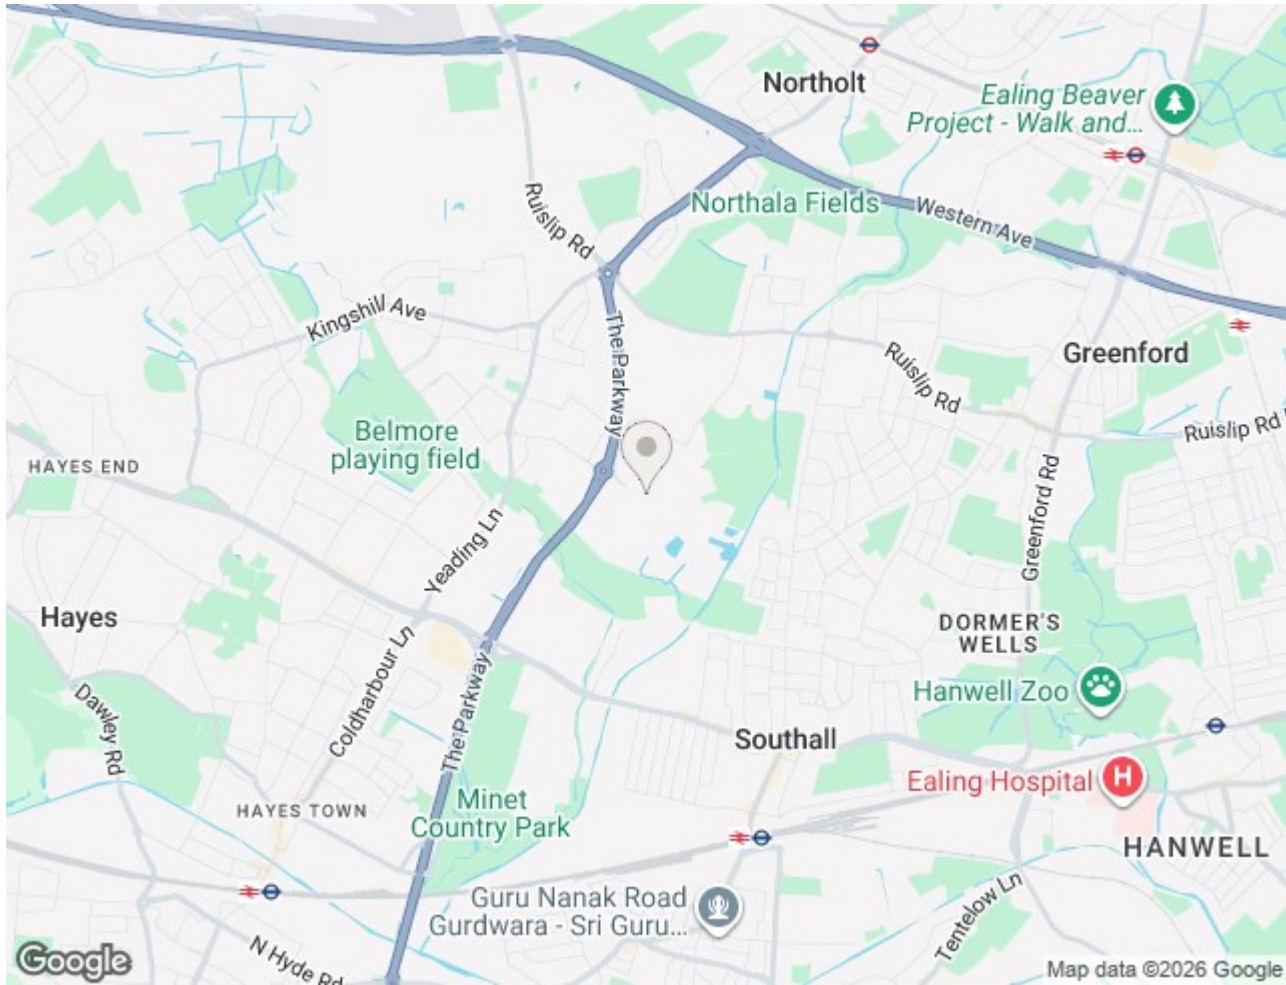 Northolt
Ealing Beaver
Project - Walk and...
Ruislip Rd
Northala Fields
Western Ave
Kingshill Ave
The Parkway
Ruislip Rd
Greenford
Ruislip Rd
Belmore
playing field
HAYES END
Greenford Rd
Yeading Ln
Hayes
DORMER'S
WELLS
Coldharbour Ln
Hanwell Zoo
Dawley Rd
The Parkway
Southall
Ealing Hospital
H
HAYES TOWN
Minet
Country Park
HANWELL
Guru Nanak Road
Gurdwara - Sri Guru...
Tentelow Ln
N Hyde Rd
Google
Map data ©2026 Google